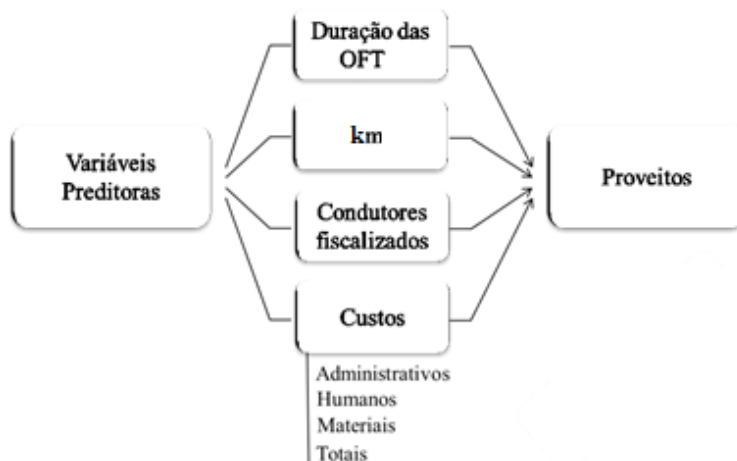 Variáveis
Preditoras
Duração das
OFT
km
Condutores
fiscalizados
Custos
Administrativos
Humanos
Materiais
Totais
Proveitos